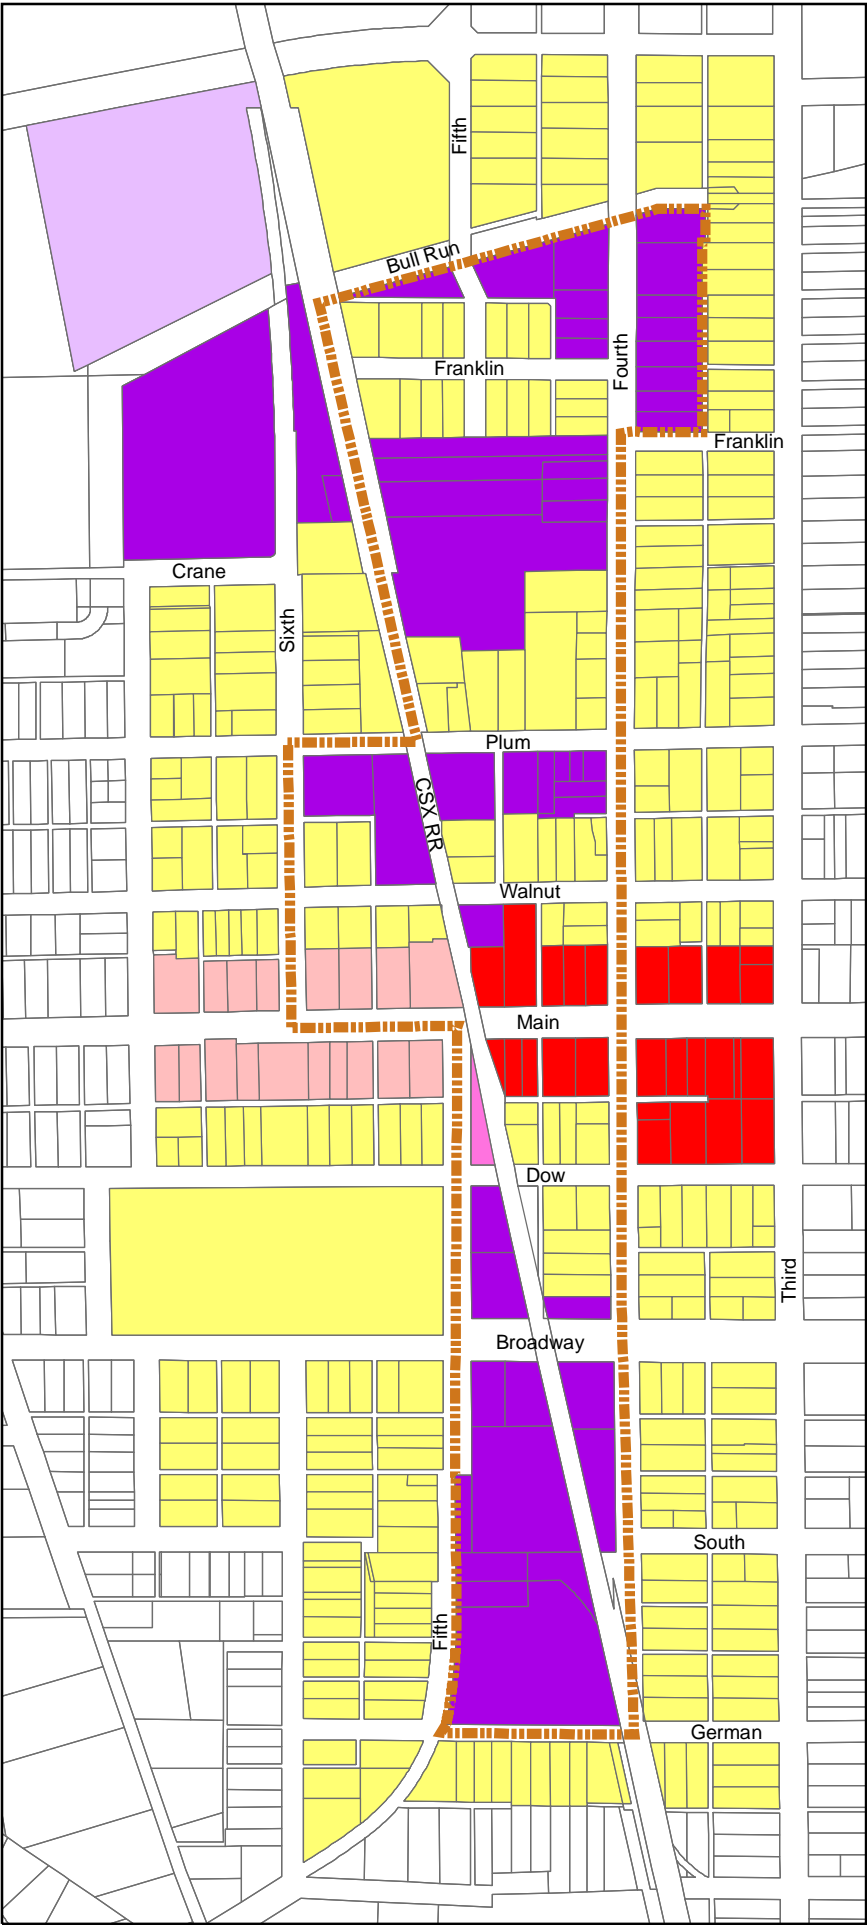 Fifth
Bull Run
Fourth
Franklin
Franklin
Crane
Sixth
Plum
CSX RR
Walnut
Main
Dow
Third
Broadway
South
Fifth
German